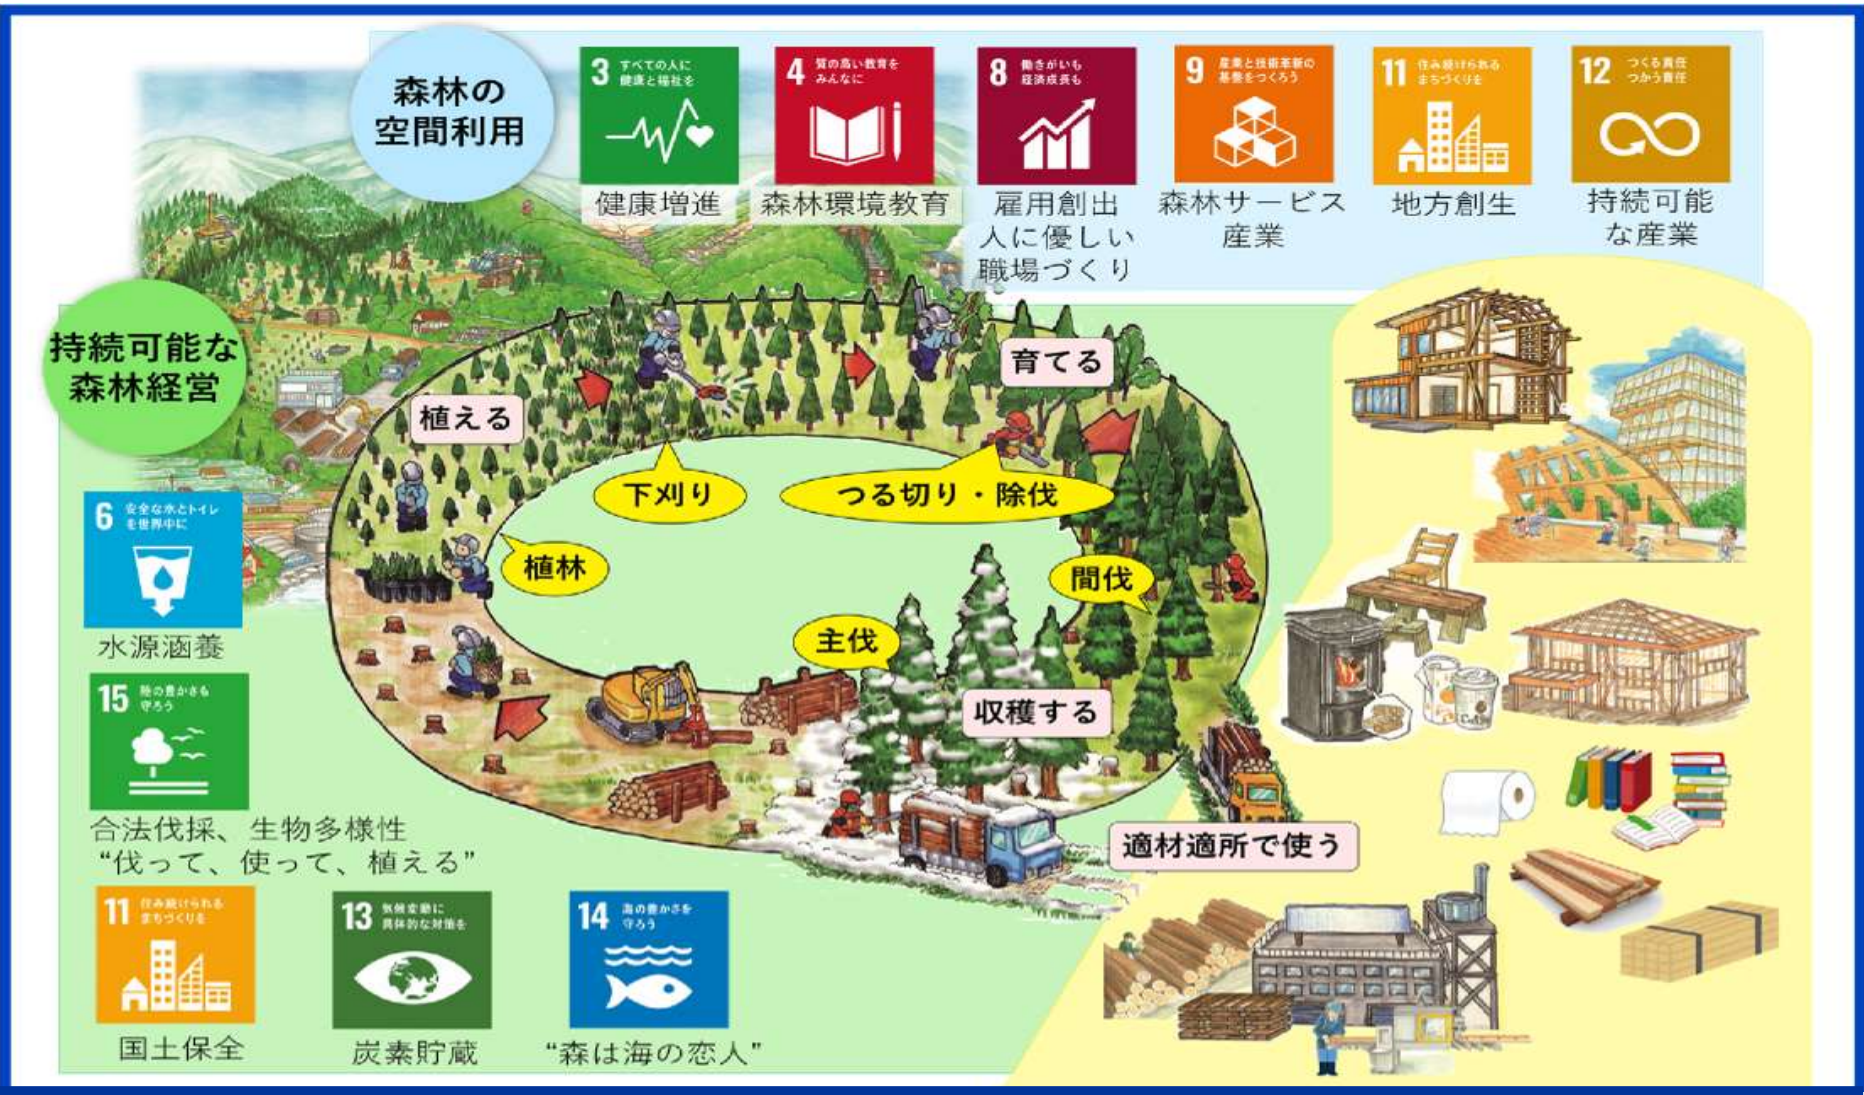 森林の
空間利用
3 すべての人に
健康と福祉を
健康増進
4 質の高い教育を
みんなに
森林環境教育
8 働きがいも
経済成長も
雇用創出
人に優しい
職場づくり
9 産業と技術革新の
基盤をつくろう
森林サービス
産業
11 住み続けられる
まちづくりを
地方創生
12 つくる責任
つかう責任
持続可能
な産業
持続可能な
森林経営
植える
育てる
下刈り
つる切り・除伐
植林
間伐
主伐
収穫する
適材適所で使う
6 安全な水とトイレ
を世界中に
水源涵養
15 陸の豊かさも
守ろう
合法伐採、生物多様性
“伐って、使って、植える”
11 住み続けられる
まちづくりを
国土保全
13 気候変動に
具体的な対策を
炭素貯蔵
14 海の豊かさを
守ろう
“森は海の恋人”